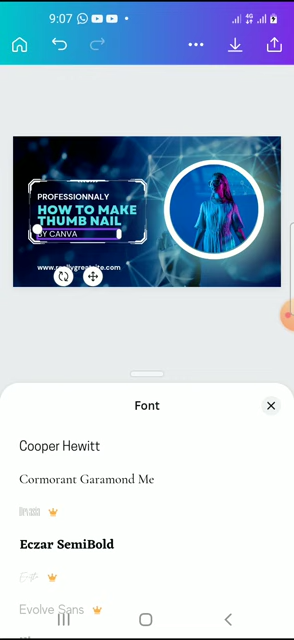 9:07
4G
PROFESSIONNALY
HOW TO MAKE
THUMB NAIL
BY CANVA
Font
Cooper Hewitt
Cormorant Garamond Me
Eczar SemiBold
Evolve Sans